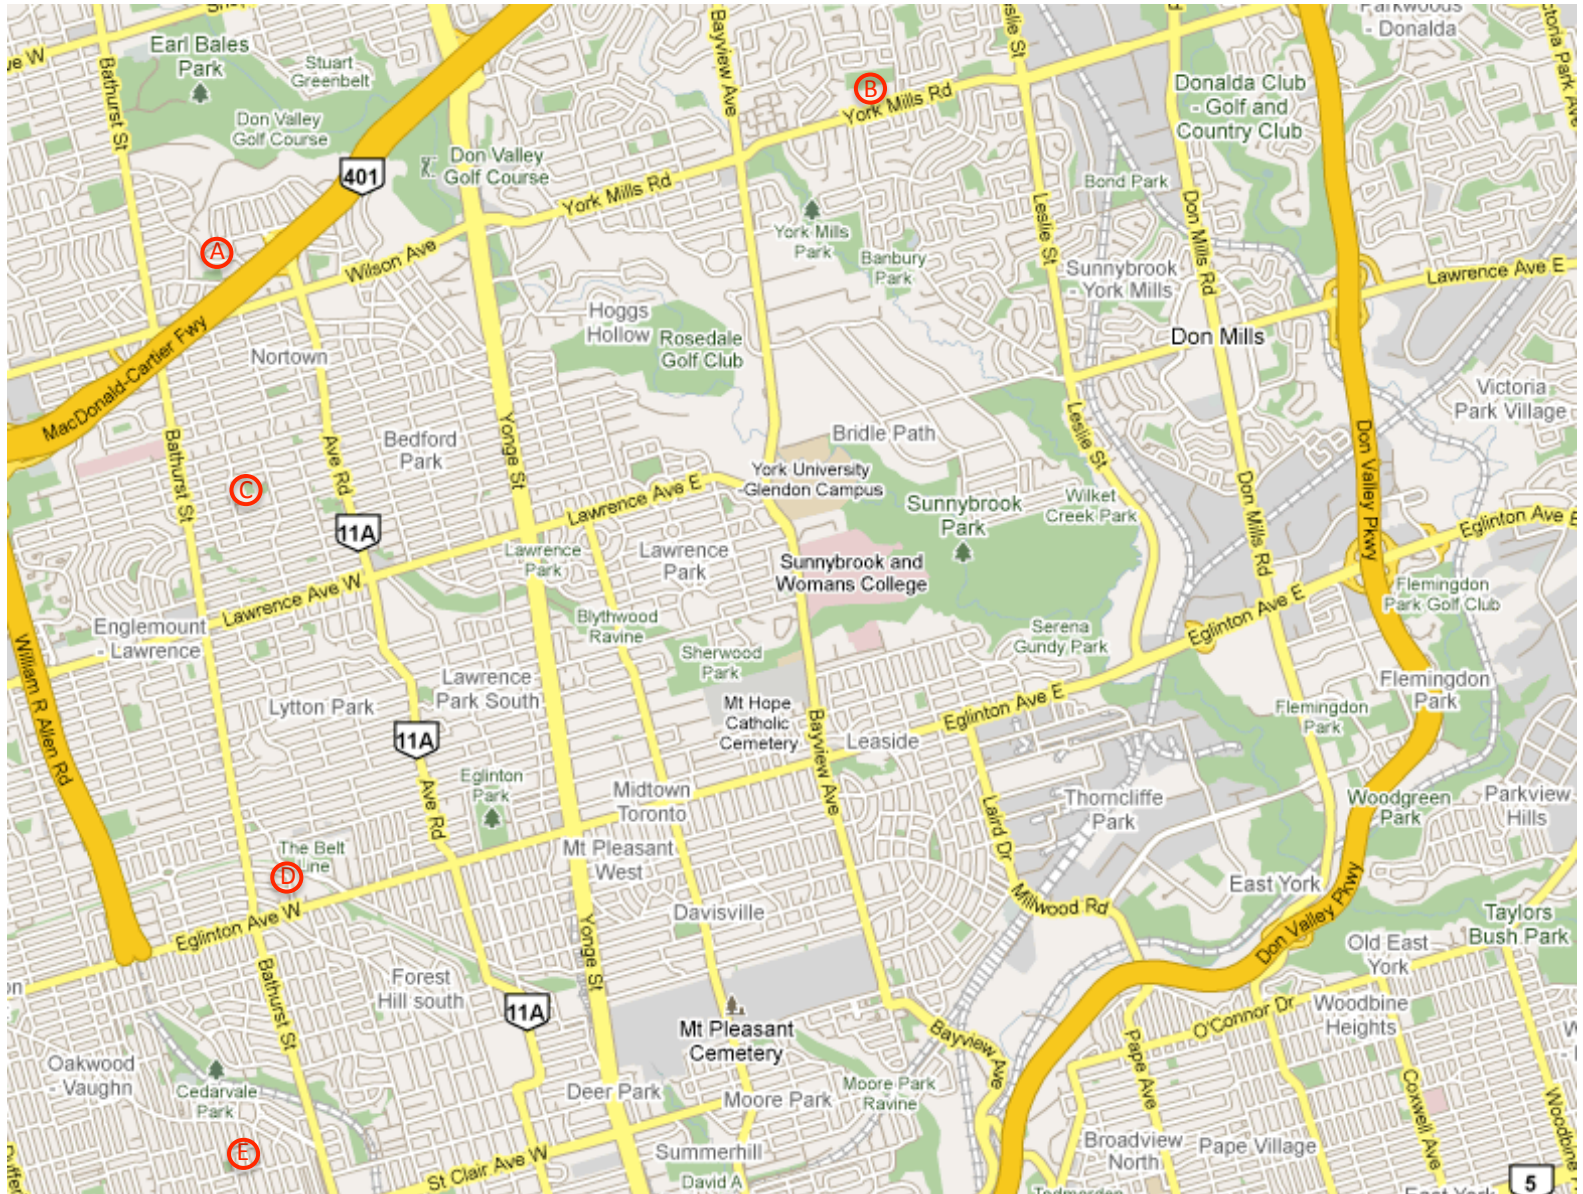 Earl Bales
Park
Stuart
Greenbelt
Bathurst St
Don Valley
Golf Course
401
Don Valley
Golf Course
Bayview Ave
B
York Mills Rd
Leslie St
Parkwoods
- Donalda
Donalda Club
- Golf and
Country Club
Victoria Park Ave
ve W
A
Wilson Ave
York Mills Rd
York Mills
Park
Banbury
Park
Bond Park
Leslie St
Don Mills Rd
Sunnybrook
- York Mills
Lawrence Ave E
MacDonald-Cartier Fwy
Nortown
Hoggs
Hollow
Rosedale
Golf Club
Don Mills
Victoria
Park Village
Bathurst St
C
Ave Rd
Bedford
Park
Yonge St
11A
Lawrence Ave E
Bridle Path
York University
Glendon Campus
Leslie St
Sunnybrook
Park
Wilket
Creek Park
Don Mills Rd
Don Valley Pkwy
Eglinton Ave E
Lawrence Ave W
Lawrence
Park
Lawrence
Park
Sunnybrook and
Womans College
Eglinton Ave E
Flemingdon
Park Golf Club
Englemount
- Lawrence
William R Allen Rd
Blythwood
Ravine
Sherwood
Park
Serena
Gundy Park
Lytton Park
Lawrence
Park South
11A
Mt Hope
Catholic
Cemetery
Bayview Ave
Leaside
Eglinton Ave E
Flemingdon
Park
Flemingdon
Park
Ave Rd
Eglinton
Park
Midtown
Toronto
Laird Dr
Thorncliffe
Park
Woodgreen
Park
Parkview
Hills
The Belt
D
Mt Pleasant
West
Eglinton Ave W
Davisville
Millwood Rd
East York
Don Valley Pkwy
Taylors
Bush Park
Old East
York
Bathurst St
Forest
Hill south
11A
Yonge St
Mt Pleasant
Cemetery
Bayview Ave
Pape Ave
O'Connor Dr
Woodbine
Heights
Oakwood
- Vaughn
Cedarvale
Park
Deer Park
Moore Park
Moore Park
Ravine
Coxwell Ave
E
St Clair Ave W
Summerhill
David A
Broadview
North
Pape Village
5